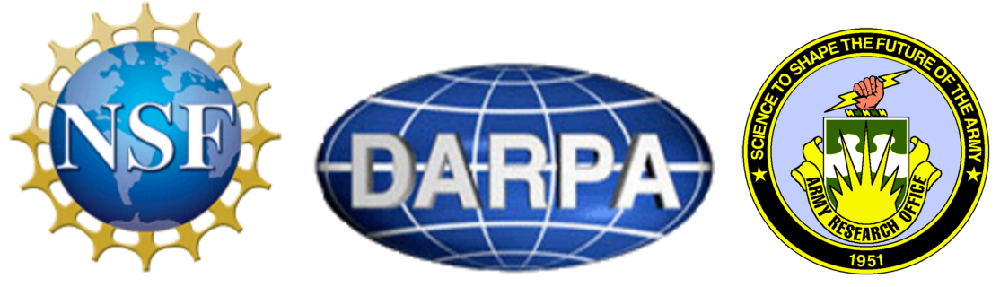 NSF
DARPA
SCIENCE TO SHAPE THE FUTURE OF THE ARMY
ARMY RESEARCH OFFICE
1951